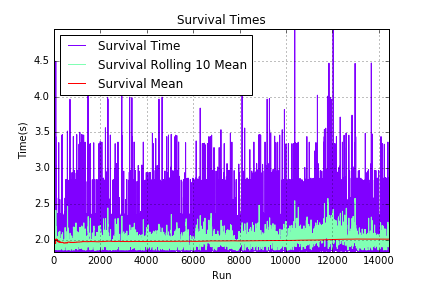 Survival Times
Survival Time
Survival Rolling 10 Mean
Survival Mean
Time(s)
4.5
4.0
3.5
3.0
2.5
2.0
0 2000 4000 6000 8000 10000 12000 14000
Run